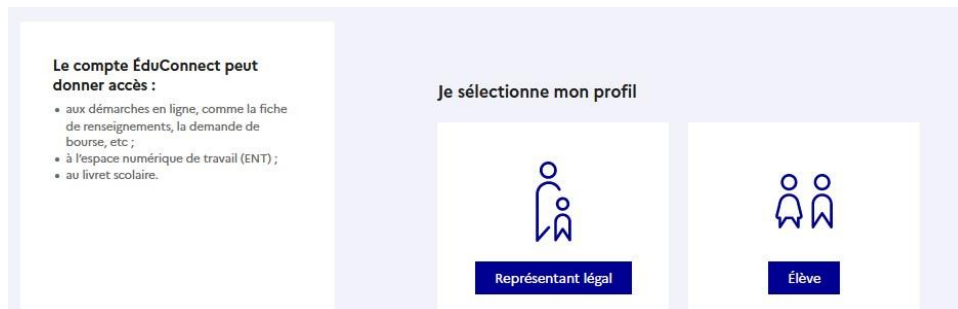 Le compte ÉduConnect peut
donner accès :
• aux démarches en ligne, comme la fiche
de renseignements, la demande de
bourse, etc ;
• à l'espace numérique de travail (ENT) ;
• au livret scolaire.
Je sélectionne mon profil
Représentant légal
Élève